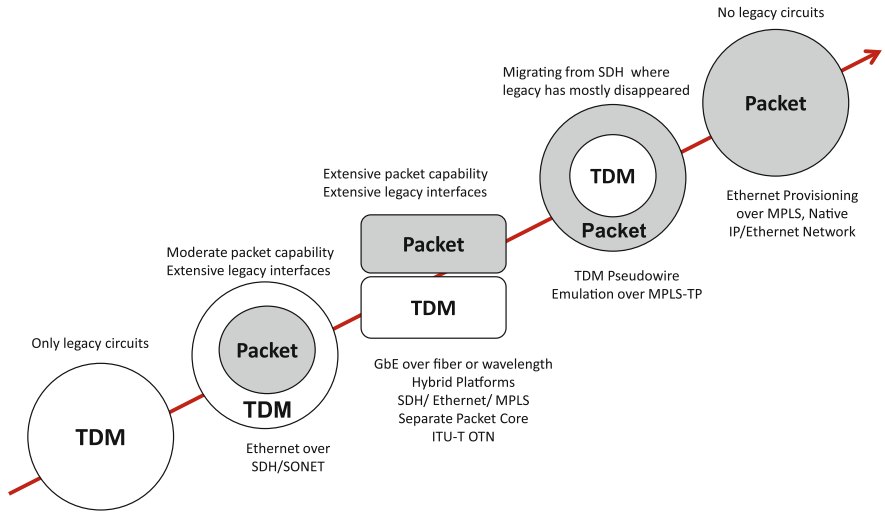 No legacy circuits
Packet
Ethernet Provisioning
over MPLS, Native
IP/Ethernet Network
Migrating from SDH where
legacy has mostly disappeared
TDM
Packet
TDM Pseudowire
Emulation over MPLS-TP
Extensive packet capability
Extensive legacy interfaces
Packet
TDM
GbE over fiber or wavelength
Hybrid Platforms
SDH/ Ethernet/ MPLS
Separate Packet Core
ITU-T OTN
Moderate packet capability
Extensive legacy interfaces
Packet
TDM
Ethernet over
SDH/SONET
Only legacy circuits
TDM